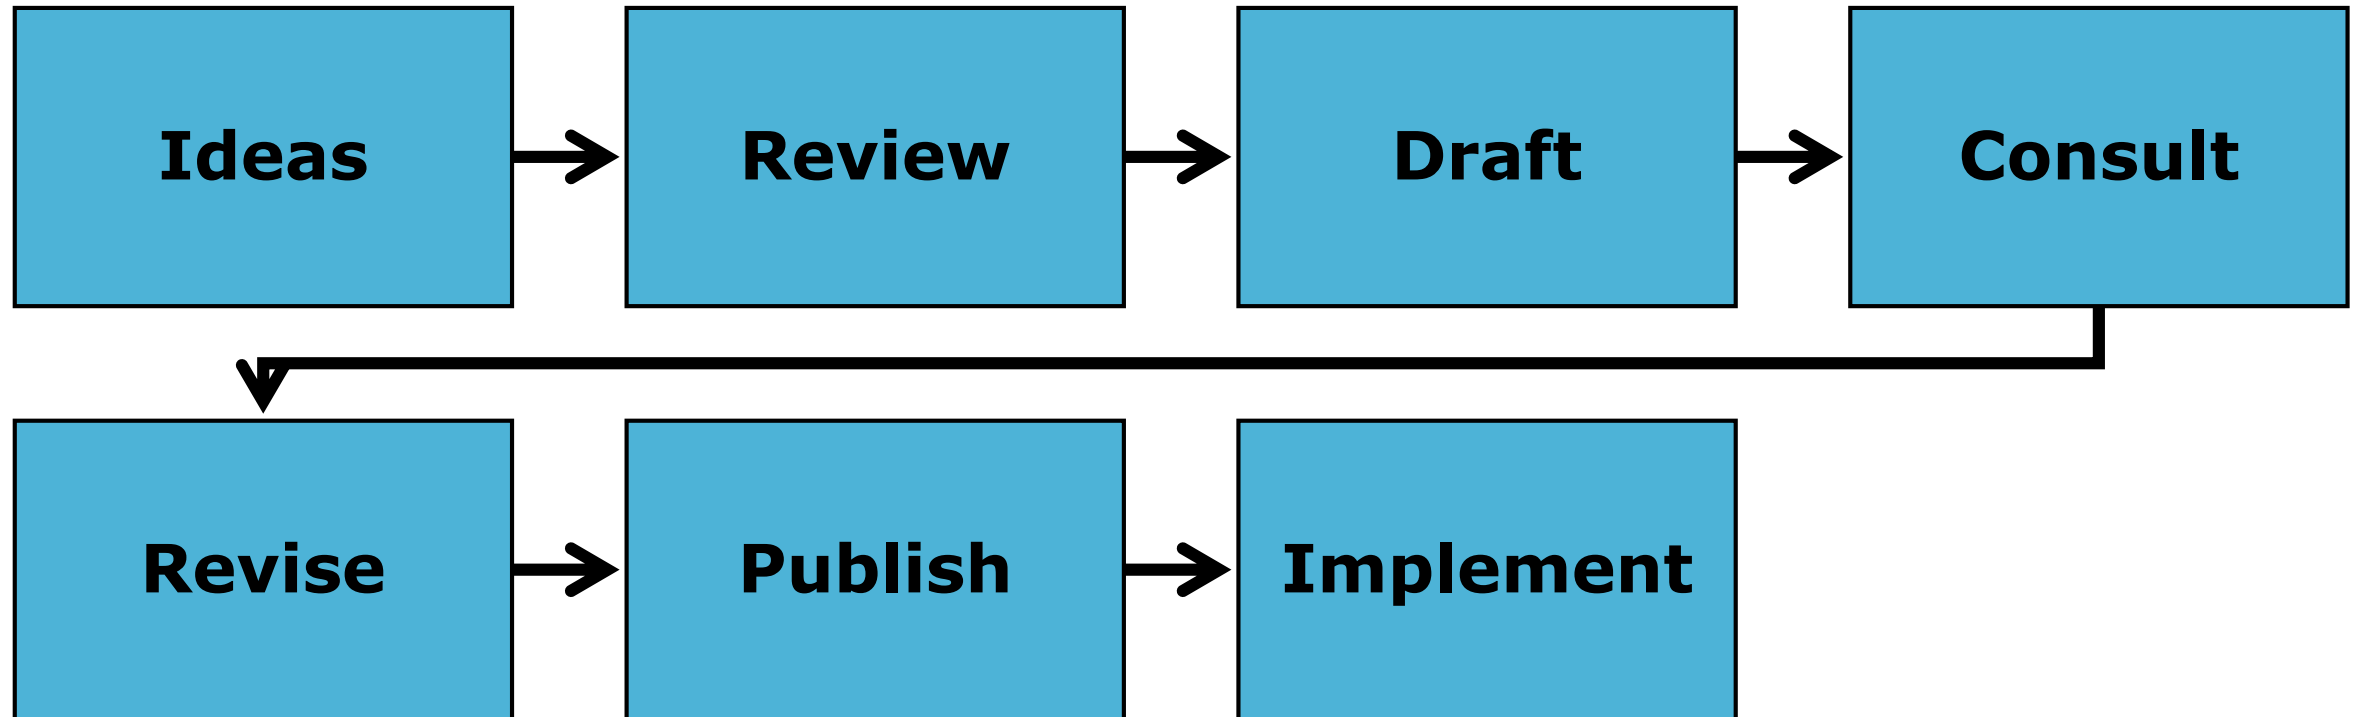 Ideas
Review
Draft
Consult
Revise
Publish
Implement